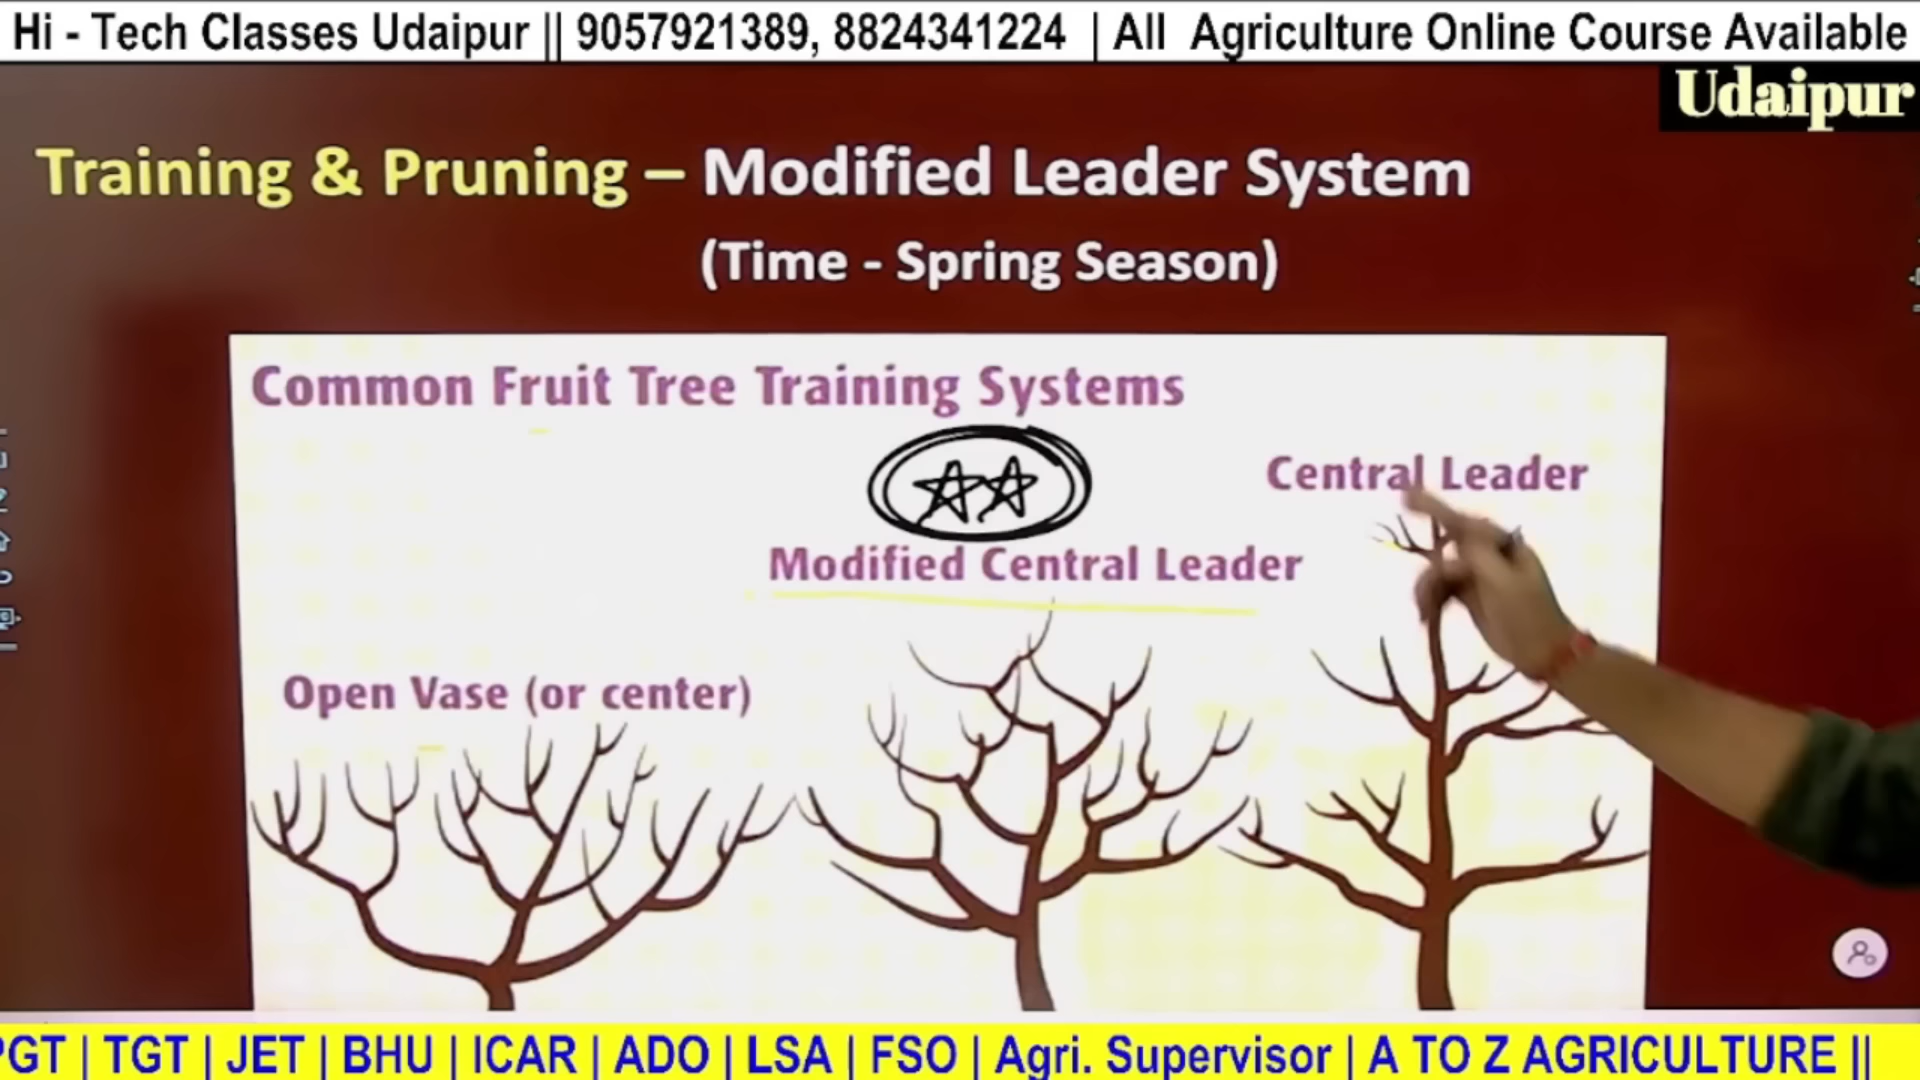 Hi - Tech Classes Udaipur || 9057921389, 8824341224 | All Agriculture Online Course Available
Udaipur
Training & Pruning – Modified Leader System
(Time - Spring Season)
Common Fruit Tree Training Systems
Central Leader
Modified Central Leader
Open Vase (or center)
PGT | TGT | JET | BHU | ICAR | ADO | LSA | FSO | Agri. Supervisor | A TO Z AGRICULTURE ||